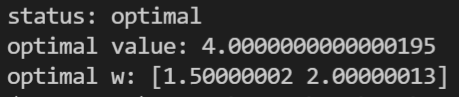 status: optimal
optimal value: 4.0000000000000195
optimal w: [1.50000002 2.00000013]